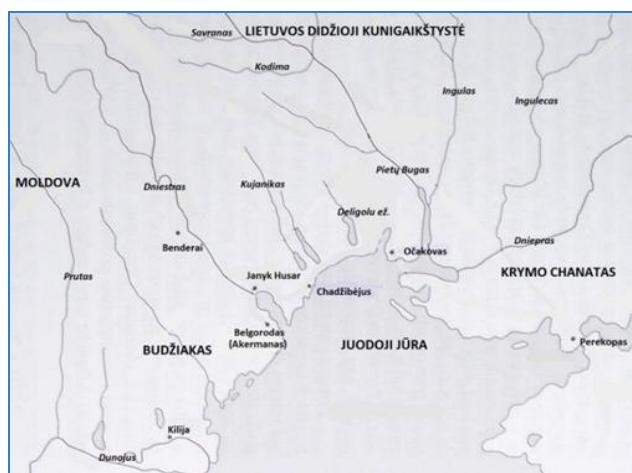 Savranas
LIETUVOS DIDŽIOJI KUNIGAIKŠTYSTĖ
Kodima
Ingulas
Ingulecas
Pietų Bugas
MOLDOVA
Dniestras
Kujanikas
Deligolu ež.
Benderai
Očakovas
Dniepras
Prutas
Janyk Husar
Chadžibėjus
KRYMO CHANATAS
Belgorodas
(Akermanas)
BUDŽIAKAS
JUODOJI JŪRA
Perekopas
Kilija
Dunojus